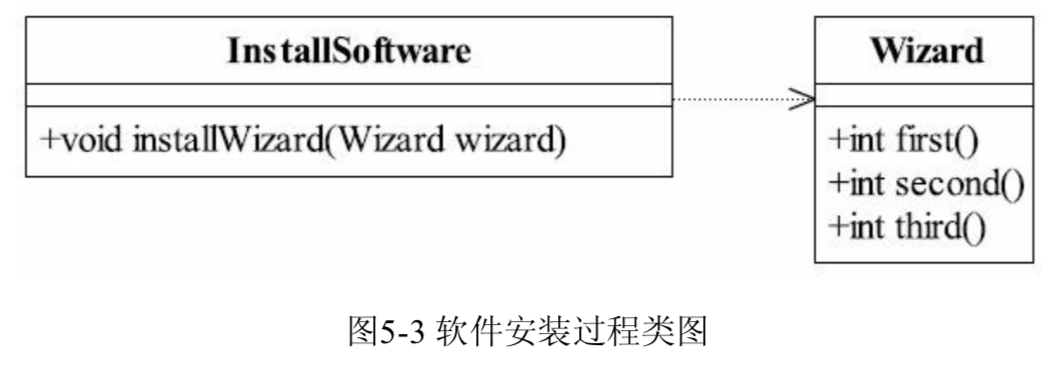 InstallSoftware
+void installWizard(Wizard wizard)
Wizard
+int first()
+int second()
+int third()
图5-3 软件安装过程类图